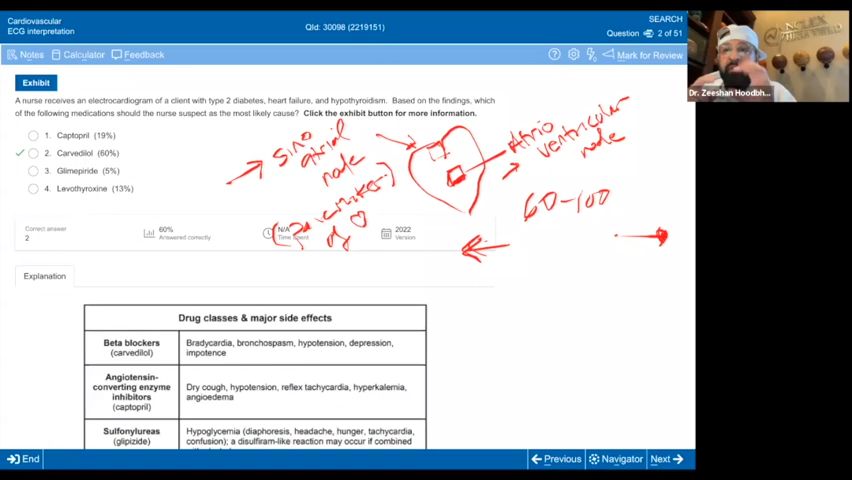 Cardiovascular
ECG interpretation
QId: 30098 (2219151)
SEARCH
Question 2 of 51
Notes Calculator Feedback
Mark for Review
Exhibit
A nurse receives an electrocardiogram of a client with type 2 diabetes, heart failure, and hypothyroidism. Based on the findings, which
of the following medications should the nurse suspect as the most likely cause? Click the exhibit button for more information.
1. Captopril (19%)
2. Carvedilol (60%)
3. Glimepiride (5%)
4. Levothyroxine (13%)
Sino
atrial
node
(Pacemaker
of
Atrio
ventricular
node
60-100
Correct answer
2
60%
Answered correctly
N/A
Time Spent
2022
Version
Explanation
Drug classes & major side effects
Beta blockers
(carvedilol)
Bradycardia, bronchospasm, hypotension, depression,
impotence
Angiotensin-
converting enzyme
inhibitors
(captopril)
Dry cough, hypotension, reflex tachycardia, hyperkalemia,
angioedema
Sulfonylureas
(glipizide)
Hypoglycemia (diaphoresis, headache, hunger, tachycardia,
confusion); a disulfiram-like reaction may occur if combined
End
Previous Navigator Next
NCLEX
Dr. Zeeshan Hoodbh...